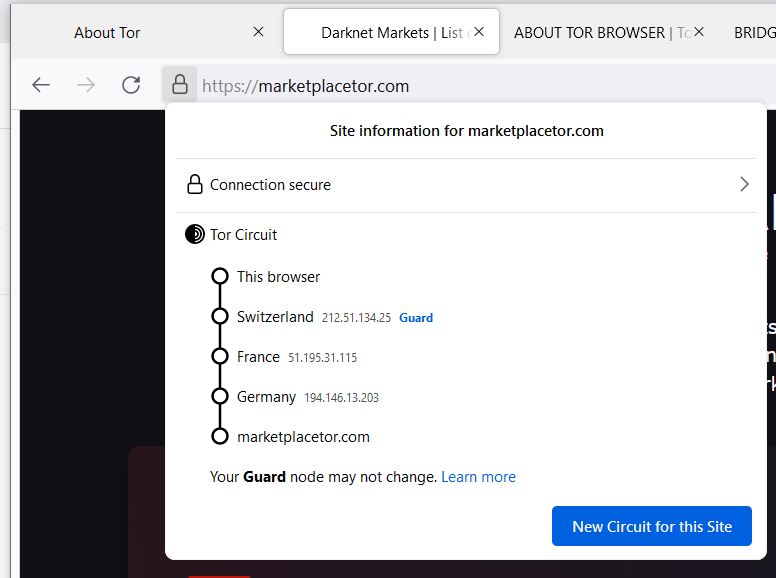 About Tor
Darknet Markets | List
ABOUT TOR BROWSER | To
BRIDG
https://marketplacetor.com
Site information for marketplacetor.com
Connection secure
Tor Circuit
This browser
Switzerland 212.51.134.25 Guard
France 51.195.31.115
Germany 194.146.13.203
marketplacetor.com
Your Guard node may not change. Learn more
New Circuit for this Site